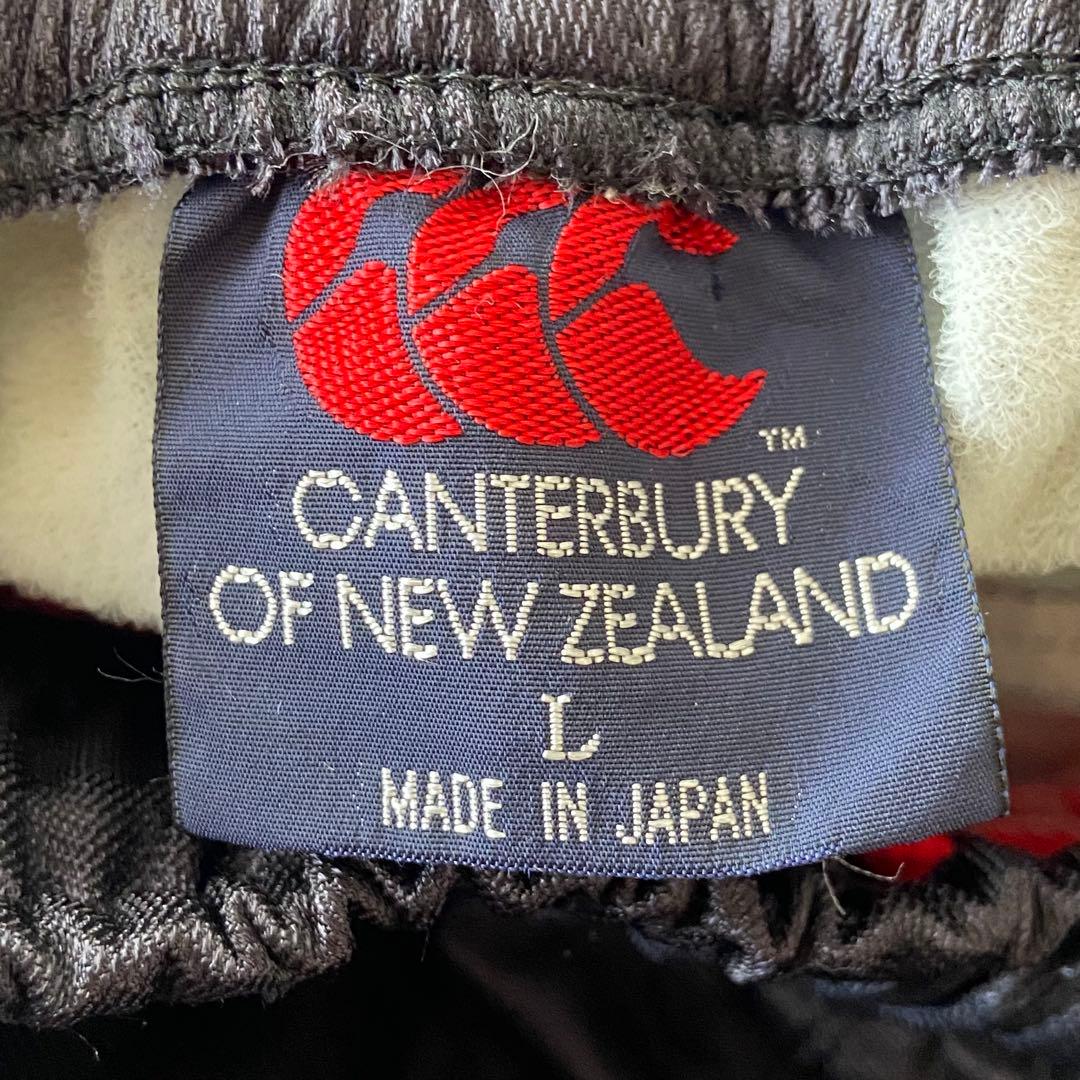 TM
CANTERBURY
OF NEW ZEALAND
L
MADE IN JAPAN